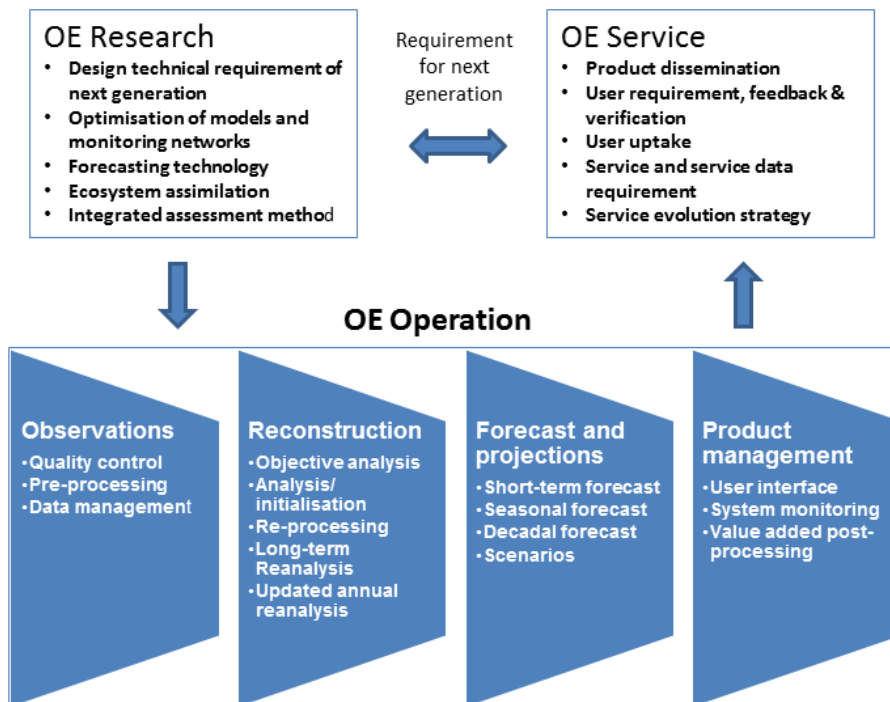 OE Research
• Design technical requirement of
next generation
• Optimisation of models and
monitoring networks
• Forecasting technology
• Ecosystem assimilation
• Integrated assessment method
Requirement
for next
generation
OE Service
• Product dissemination
• User requirement, feedback &
verification
• User uptake
• Service and service data
requirement
• Service evolution strategy
OE Operation
Observations
• Quality control
• Pre-processing
• Data management
Reconstruction
• Objective analysis
• Analysis/
initialisation
• Re-processing
• Long-term
Reanalysis
• Updated annual
reanalysis
Forecast and
projections
• Short-term forecast
• Seasonal forecast
• Decadal forecast
• Scenarios
Product
management
• User interface
• System monitoring
• Value added post-
processing